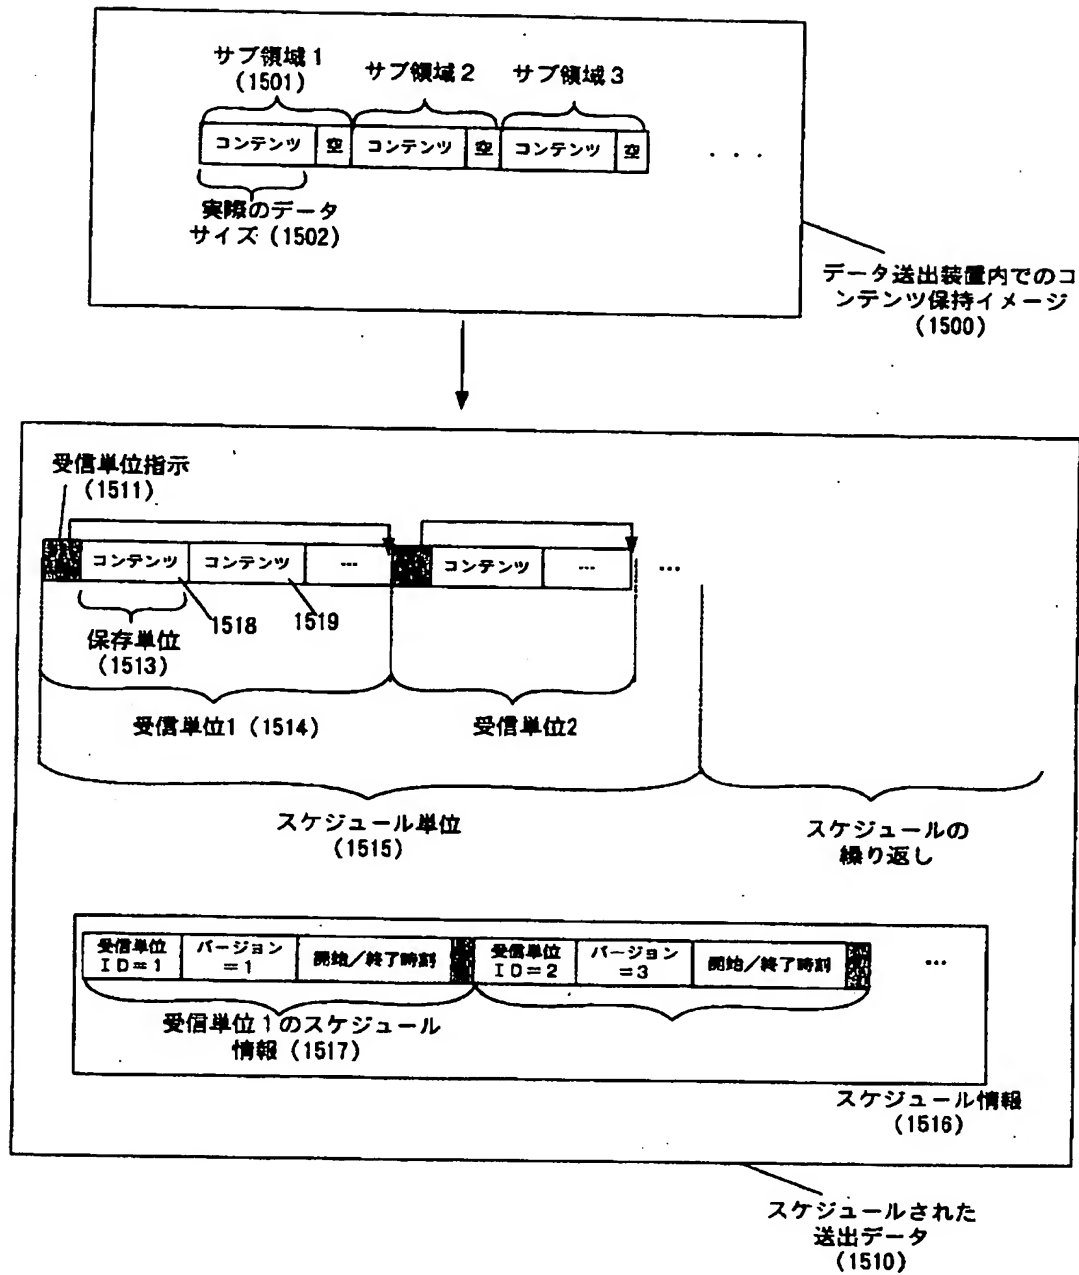 サブ領域1
(1501)
サブ領域2
サブ領域3
コンテンツ 空 コンテンツ 空 コンテンツ 空
. . .
実際のデータ
サイズ (1502)
データ送出装置内でのコ
ンテンツ保持イメージ
(1500)
受信単位指示
(1511)
コンテンツ コンテンツ --- コンテンツ --- ...
1518 1519
保存単位
(1513)
受信単位1 (1514)
受信単位2
スケジュール単位
(1515)
スケジュールの
繰り返し
受信単位
ID=1
バージョン
=1
開始/終了時刻
受信単位
ID=2
バージョン
=3
開始/終了時刻
...
受信単位1のスケジュール
情報 (1517)
スケジュール情報
(1516)
スケジュールされた
送出データ
(1510)